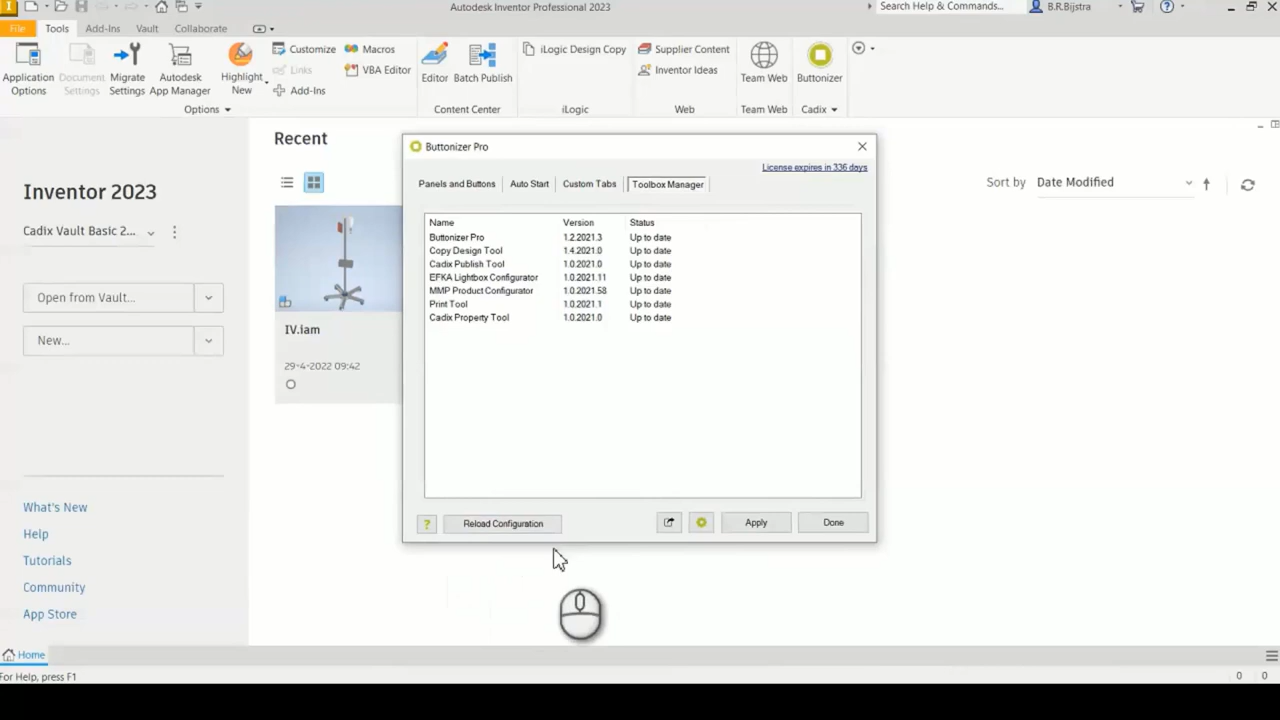 Autodesk Inventor Professional 2023
Search Help & Commands...
B.R.Bijstra
File Tools Add-Ins Vault Collaborate
Application Options
Document Settings
Migrate Settings
Autodesk App Manager
Highlight New
Customize
Links
Add-Ins
Macros
VBA Editor
Editor
Batch Publish
iLogic Design Copy
Supplier Content
Inventor Ideas
Team Web
Buttonizer
Options
Content Center
iLogic
Web
Team Web
Cadix
Inventor 2023
Cadix Vault Basic 2...
Open from Vault...
New...
What's New
Help
Tutorials
Community
App Store
Recent
Sort by Date Modified
IV.iam
29-4-2022 09:42
Buttonizer Pro
License expires in 336 days
Panels and Buttons Auto Start Custom Tabs Toolbox Manager
Name Version Status
Buttonizer Pro 1.2.2021.3 Up to date
Copy Design Tool 1.4.2021.0 Up to date
Cadix Publish Tool 1.0.2021.0 Up to date
EFKA Lightbox Configurator 1.0.2021.11 Up to date
MMP Product Configurator 1.0.2021.58 Up to date
Print Tool 1.0.2021.1 Up to date
Cadix Property Tool 1.0.2021.0 Up to date
? Reload Configuration Apply Done
Home
For Help, press F1
0 0